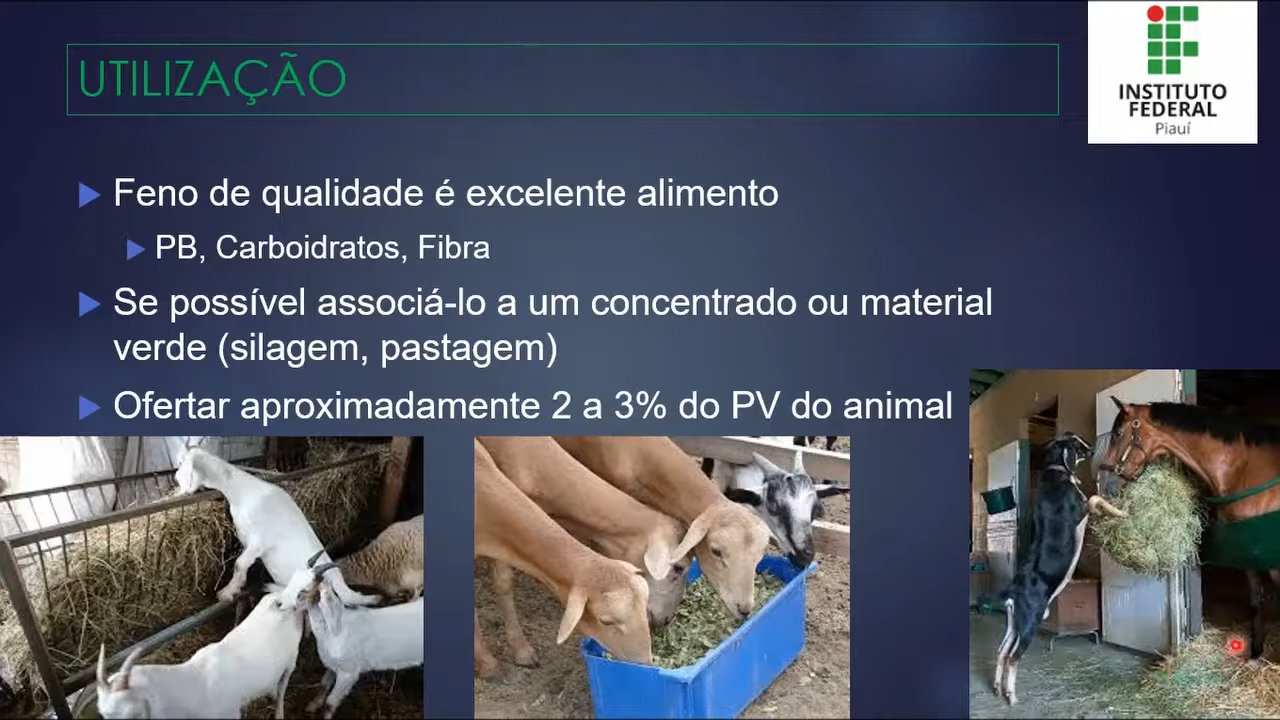 UTILIZAÇÃO
INSTITUTO
FEDERAL
Piauí
Feno de qualidade é excelente alimento
PB, Carboidratos, Fibra
Se possível associá-lo a um concentrado ou material
verde (silagem, pastagem)
Ofertar aproximadamente 2 a 3% do PV do animal